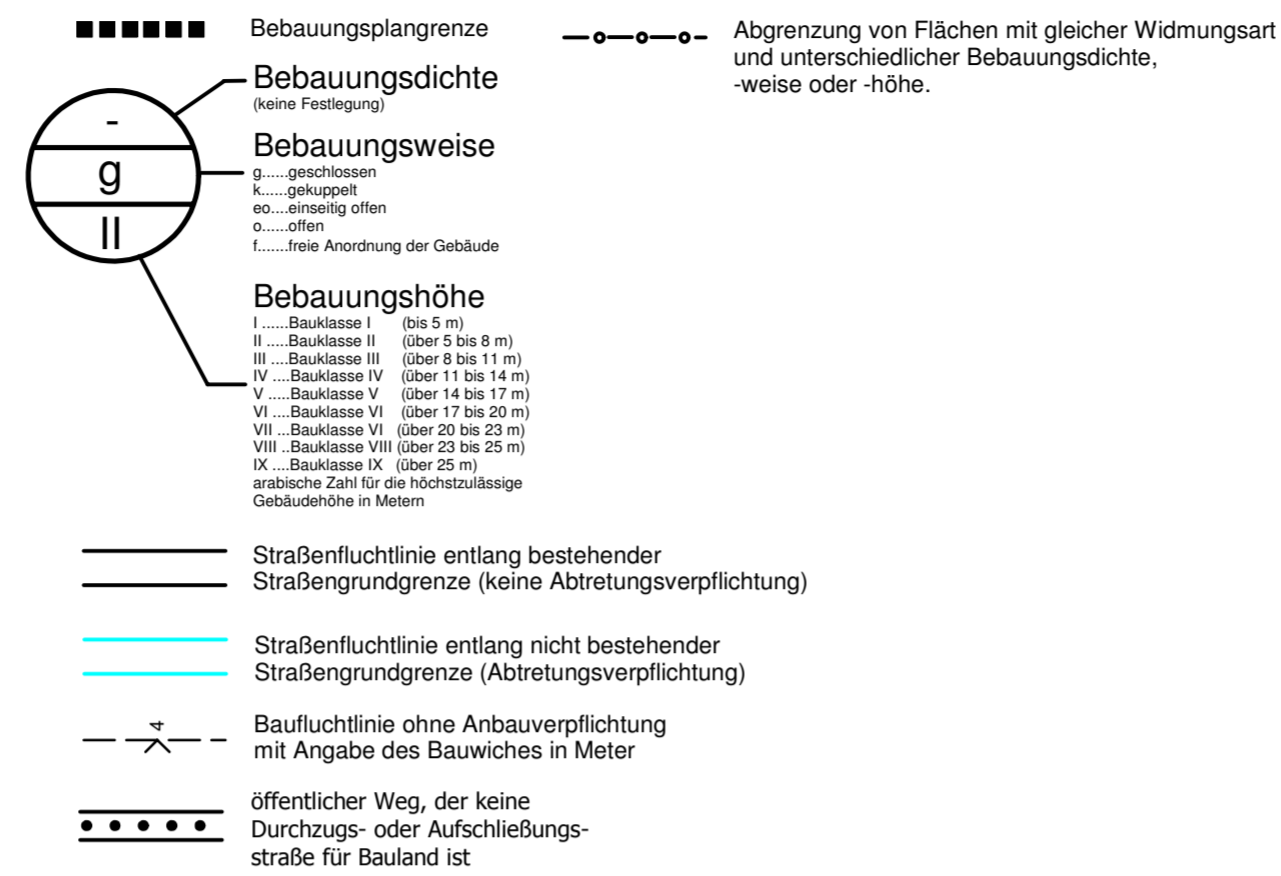 Bebauungsplangrenze
Abgrenzung von Flächen mit gleicher Widmungsart
und unterschiedlicher Bebauungsdichte,
-weise oder -höhe.
-
g
II
Bebauungsdichte
(keine Festlegung)
Bebauungsweise
g......geschlossen
k......gekuppelt
eo....einseitig offen
o......offen
f.......freie Anordnung der Gebäude
Bebauungshöhe
I ......Bauklasse I (bis 5 m)
II .....Bauklasse II (über 5 bis 8 m)
III ....Bauklasse III (über 8 bis 11 m)
IV ....Bauklasse IV (über 11 bis 14 m)
V .....Bauklasse V (über 14 bis 17 m)
VI ....Bauklasse VI (über 17 bis 20 m)
VII ...Bauklasse VI (über 20 bis 23 m)
VIII ..Bauklasse VIII (über 23 bis 25 m)
IX ....Bauklasse IX (über 25 m)
arabische Zahl für die höchstzulässige
Gebäudehöhe in Metern
Straßenfluchtlinie entlang bestehender
Straßengrundgrenze (keine Abtretungsverpflichtung)
Straßenfluchtlinie entlang nicht bestehender
Straßengrundgrenze (Abtretungsverpflichtung)
4
Baufluchtlinie ohne Anbauverpflichtung
mit Angabe des Bauwiches in Meter
öffentlicher Weg, der keine
Durchzugs- oder Aufschließungs-
straße für Bauland ist